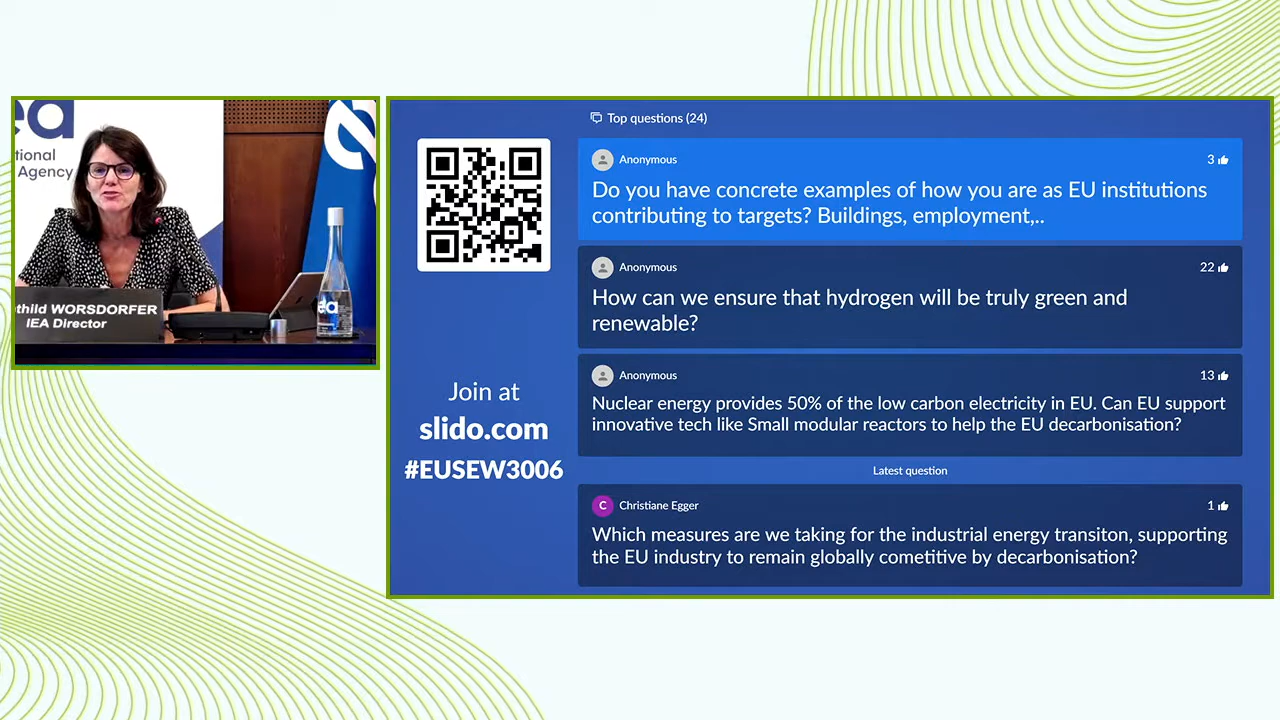 ea
tional
Agency
thild WORSDORFER
IEA Director
ea
Top questions (24)
Anonymous
3
Do you have concrete examples of how you are as EU institutions
contributing to targets? Buildings, employment,..
Anonymous
22
How can we ensure that hydrogen will be truly green and
renewable?
Anonymous
13
Nuclear energy provides 50% of the low carbon electricity in EU. Can EU support
innovative tech like Small modular reactors to help the EU decarbonisation?
Latest question
C
Christiane Egger
1
Which measures are we taking for the industrial energy transiton, supporting
the EU industry to remain globally cometitive by decarbonisation?
Join at
slido.com
#EUSEW3006